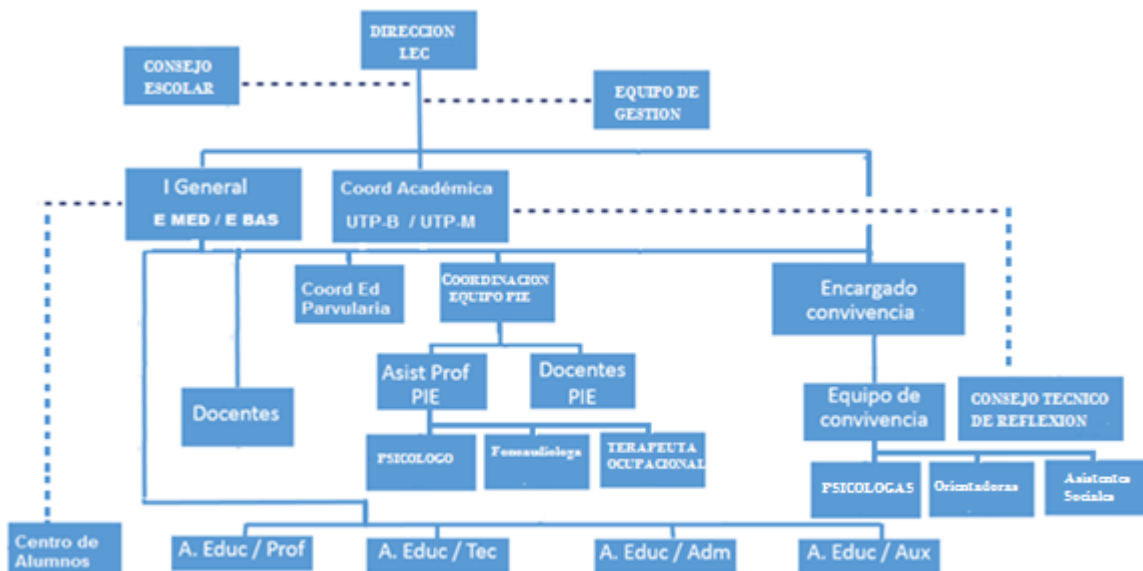 DIRECCION
LEC
CONSEJO
ESCOLAR
EQUIPO DE
GESTION
I General
E MED / E BAS
Coord Académica
UTP-B / UTP-M
Coord Ed
Parvularia
COORDINACION
EQUIPO PIE
Encargado
convivencia
Docentes
Asist Prof
PIE
Docentes
PIE
Equipo de
convivencia
CONSEJO TECNICO
DE REFLEXION
PSICOLOGO
Fonoaudiologa
TERAPEUTA
OCUPACIONAL
PSICOLOGAS
Orientadoras
Asistentes
Sociales
Centro de
Alumnos
A. Educ / Prof
A. Educ / Tec
A. Educ / Adm
A. Educ / Aux